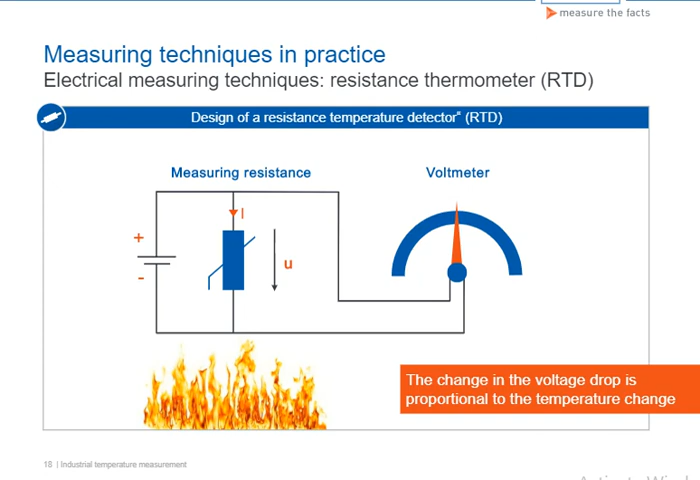 measure the facts
Measuring techniques in practice
Electrical measuring techniques: resistance thermometer (RTD)
Design of a resistance temperature detector" (RTD)
Measuring resistance
Voltmeter
I
+
u
-
The change in the voltage drop is
proportional to the temperature change
18 | Industrial temperature measurement